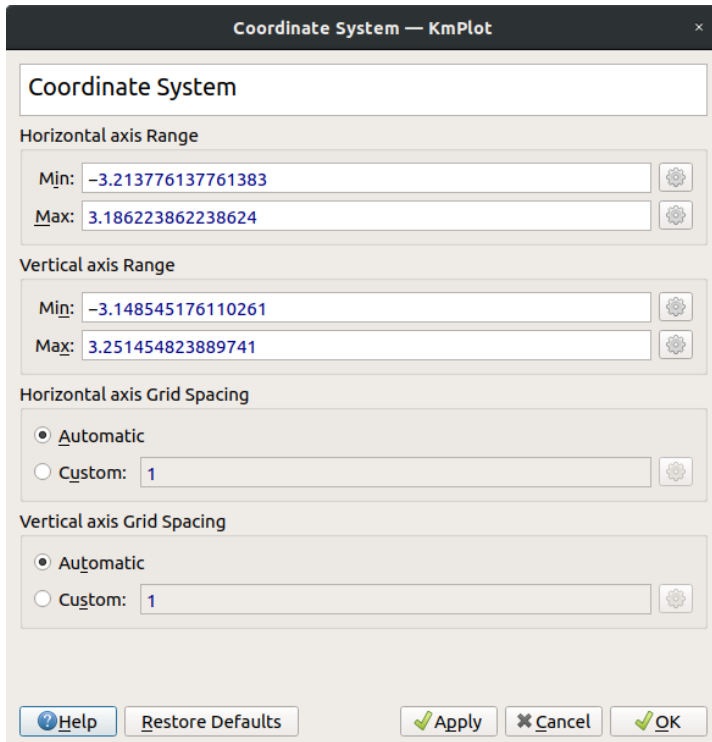 Coordinate System — KmPlot ×
Coordinate System
Horizontal axis Range
Min: −3.213776137761383
Max: 3.186223862238624
Vertical axis Range
Min: −3.148545176110261
Max: 3.251454823889741
Horizontal axis Grid Spacing
Automatic
Custom: 1
Vertical axis Grid Spacing
Automatic
Custom: 1
Help Restore Defaults Apply Cancel OK